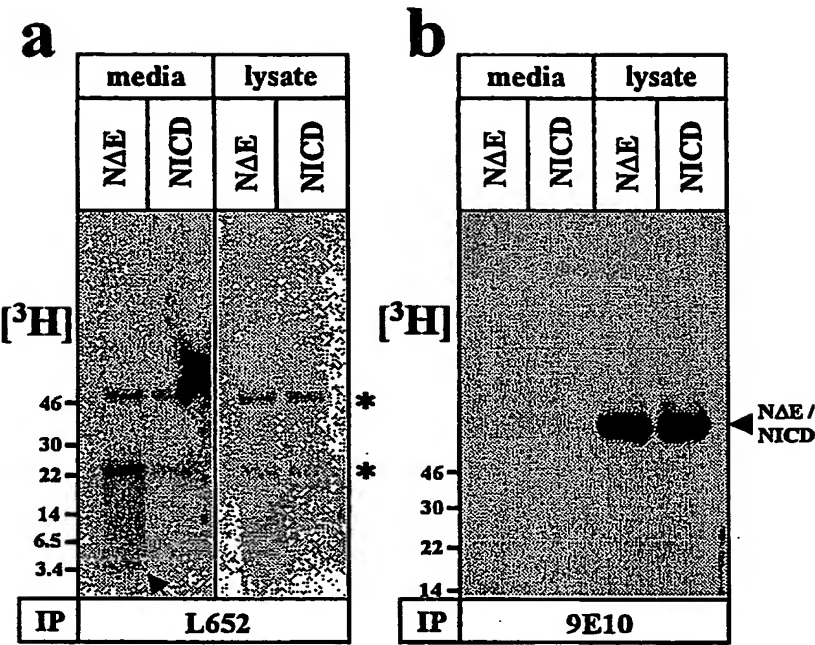 a
media lysate
NΔE NICD NΔE NICD
[³H]
46
*
30
22
*
14
6.5
3.4
IP L652
b
media lysate
NΔE NICD NΔE NICD
[³H]
NΔE /
NICD
46
30
22
14
IP 9E10